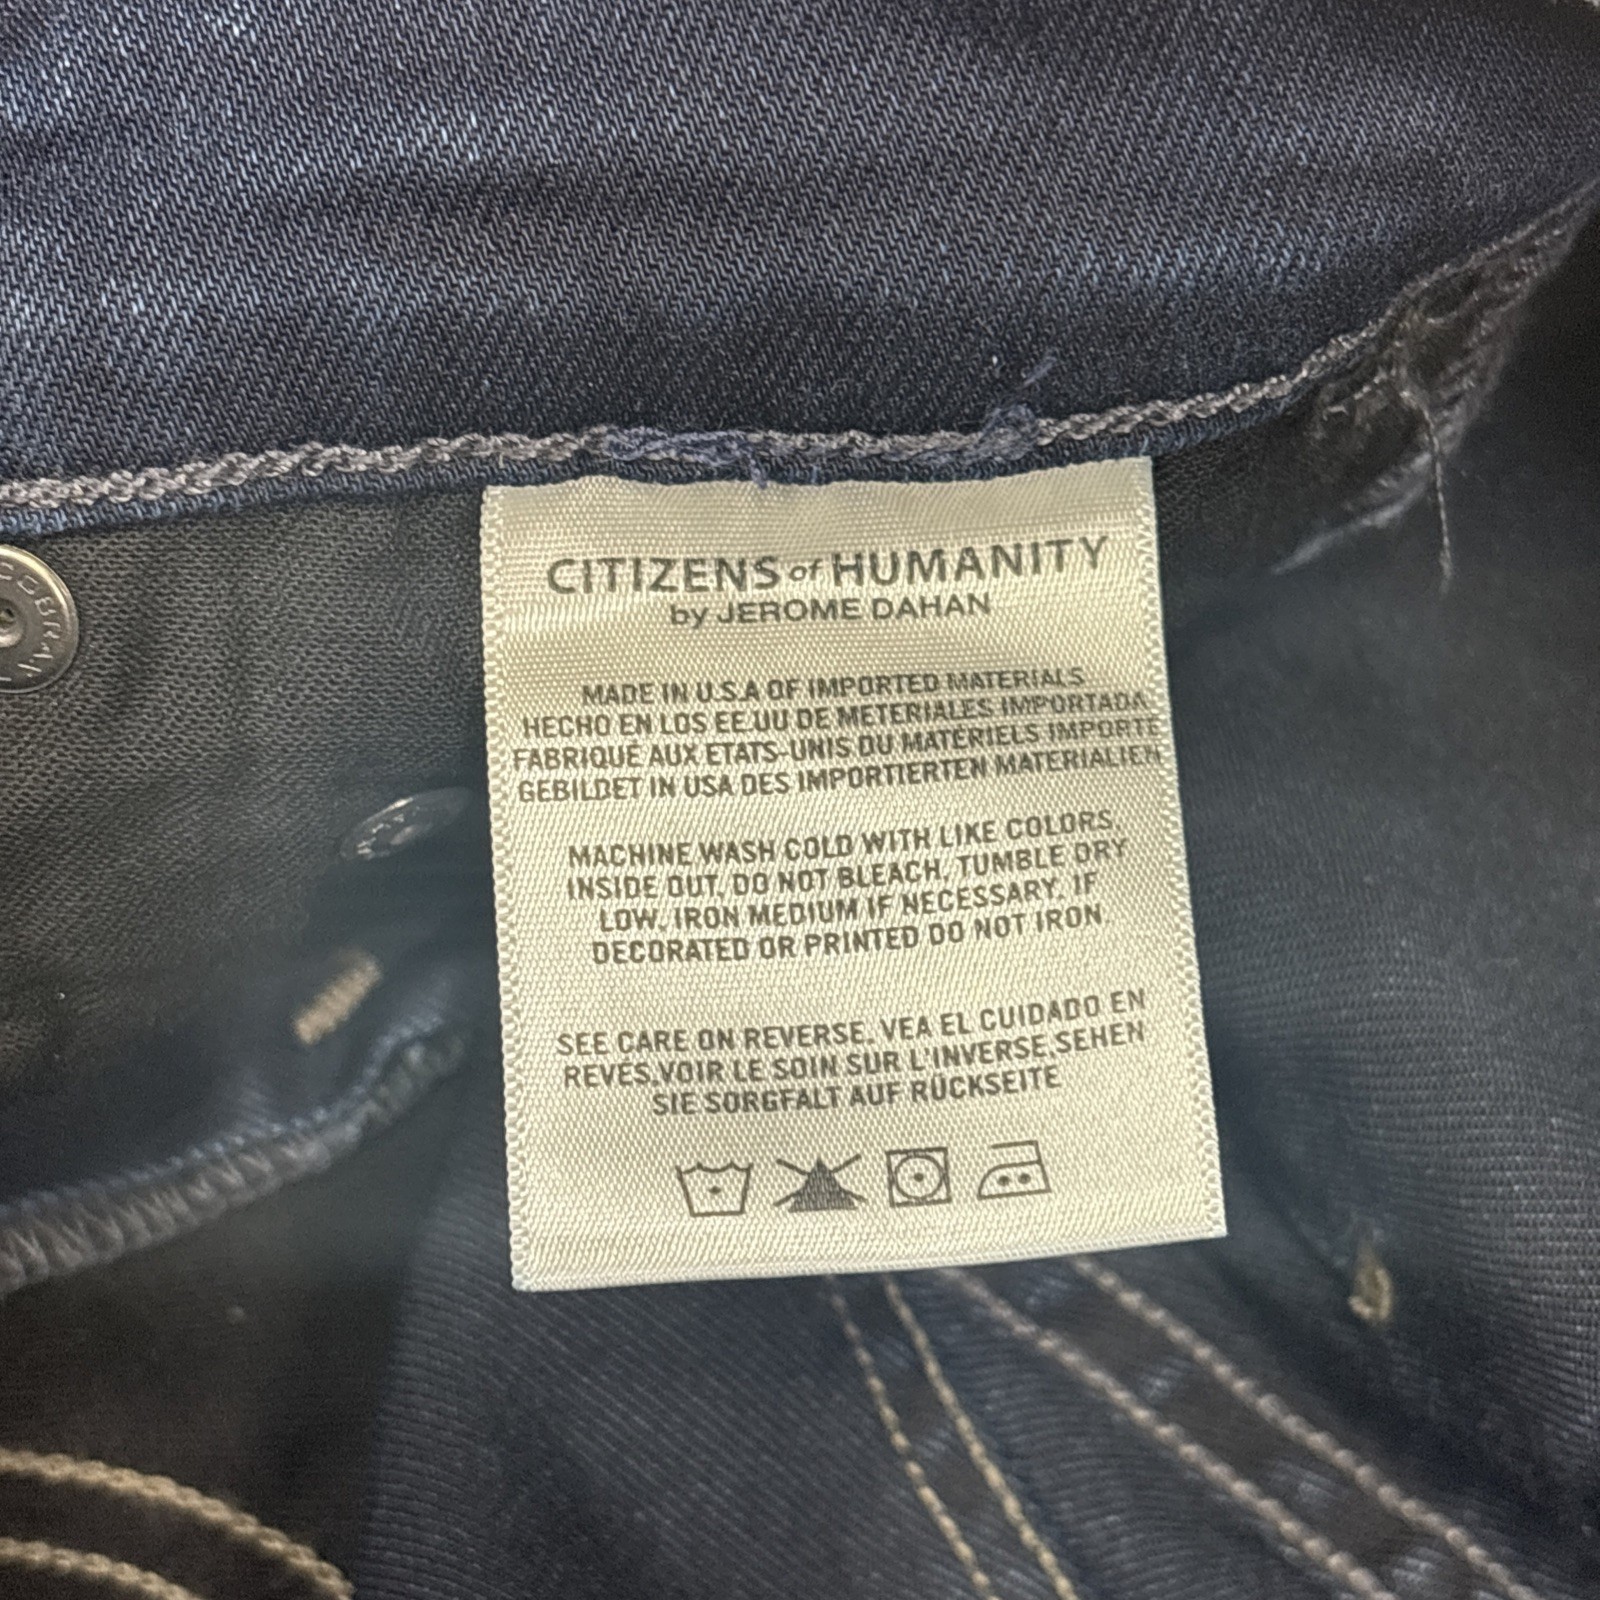 CITIZENS of HUMANITY
by JEROME DAHAN
MADE IN U.S.A OF IMPORTED MATERIALS
HECHO EN LOS EE.UU DE METERIALES IMPORTADA
FABRIQUÉ AUX ETATS-UNIS DU MATÉRIELS IMPORTÉ
GEBILDET IN USA DES IMPORTIERTEN MATERIALIEN
MACHINE WASH COLD WITH LIKE COLORS,
INSIDE OUT. DO NOT BLEACH. TUMBLE DRY
LOW. IRON MEDIUM IF NECESSARY. IF
DECORATED OR PRINTED DO NOT IRON.
SEE CARE ON REVERSE. VEA EL CUIDADO EN
REVÉS.VOIR LE SOIN SUR L'INVERSE.SEHEN
SIE SORGFALT AUF RÜCKSEITE